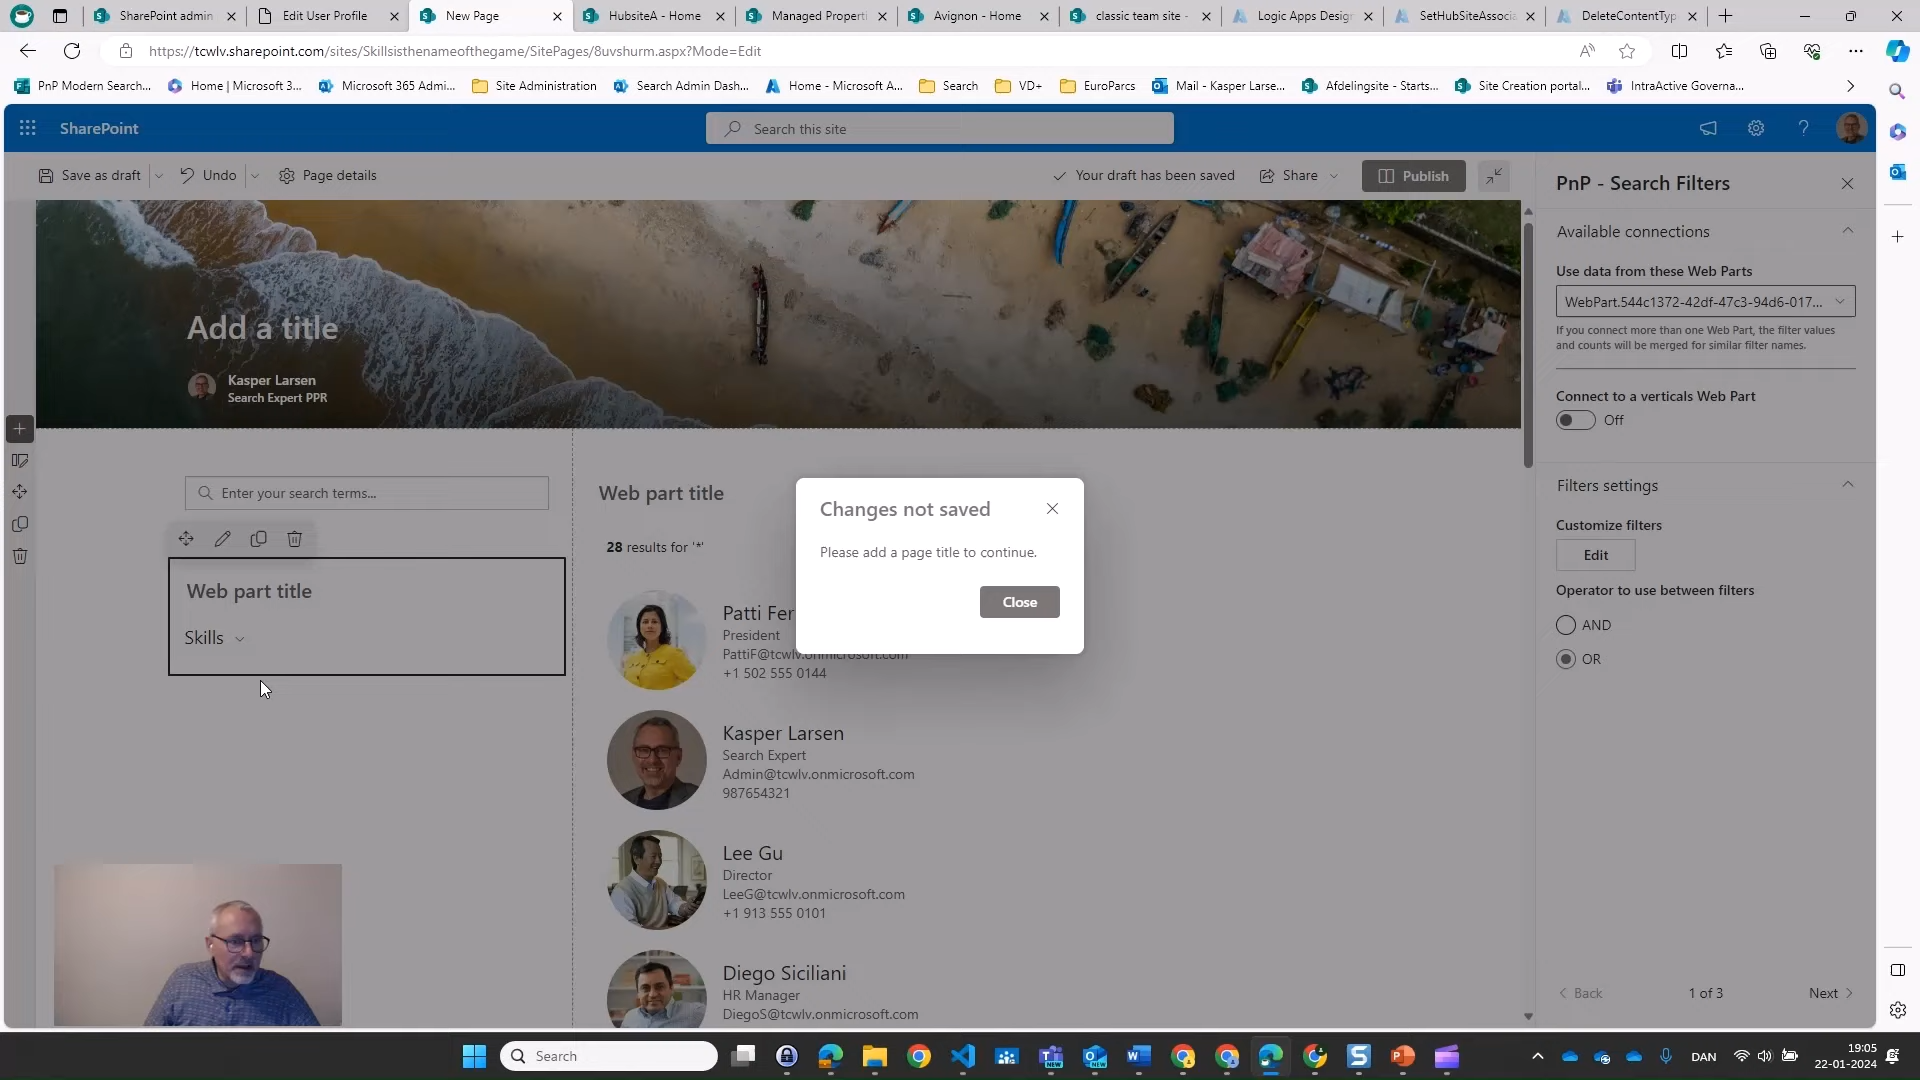 SharePoint admin
Edit User Profile
New Page
HubsiteA - Home
Managed Properti
Avignon - Home
classic team site -
Logic Apps Desig
SetHubSiteAssocia
DeleteContentTyp
https://tcwlv.sharepoint.com/sites/Skillsisthenameofthegame/SitePages/8uvshurm.aspx?Mode=Edit
PnP Modern Search...
Home | Microsoft 3...
Microsoft 365 Admi...
Site Administration
Search Admin Dash...
Home - Microsoft A...
Search
VD+
EuroParcs
Mail - Kasper Larse...
Afdelingsite - Starts...
Site Creation portal...
IntraActive Governa...
SharePoint
Search this site
Save as draft
Undo
Page details
Your draft has been saved
Share
Publish
Add a title
Kasper Larsen
Search Expert PPR
Enter your search terms...
Web part title
Skills
Web part title
28 results for '*'
Patti Fer
President
PattiF@tcwlv.onmicrosoft.com
+1 502 555 0144
Kasper Larsen
Search Expert
Admin@tcwlv.onmicrosoft.com
987654321
Lee Gu
Director
LeeG@tcwlv.onmicrosoft.com
+1 913 555 0101
Diego Siciliani
HR Manager
DiegoS@tcwlv.onmicrosoft.com
Changes not saved
Please add a page title to continue.
Close
PnP - Search Filters
Available connections
Use data from these Web Parts
WebPart.544c1372-42df-47c3-94d6-017...
If you connect more than one Web Part, the filter values
and counts will be merged for similar filter names.
Connect to a verticals Web Part
Off
Filters settings
Customize filters
Edit
Operator to use between filters
AND
OR
Back
1 of 3
Next
Search
DAN
19:05
22-01-2024